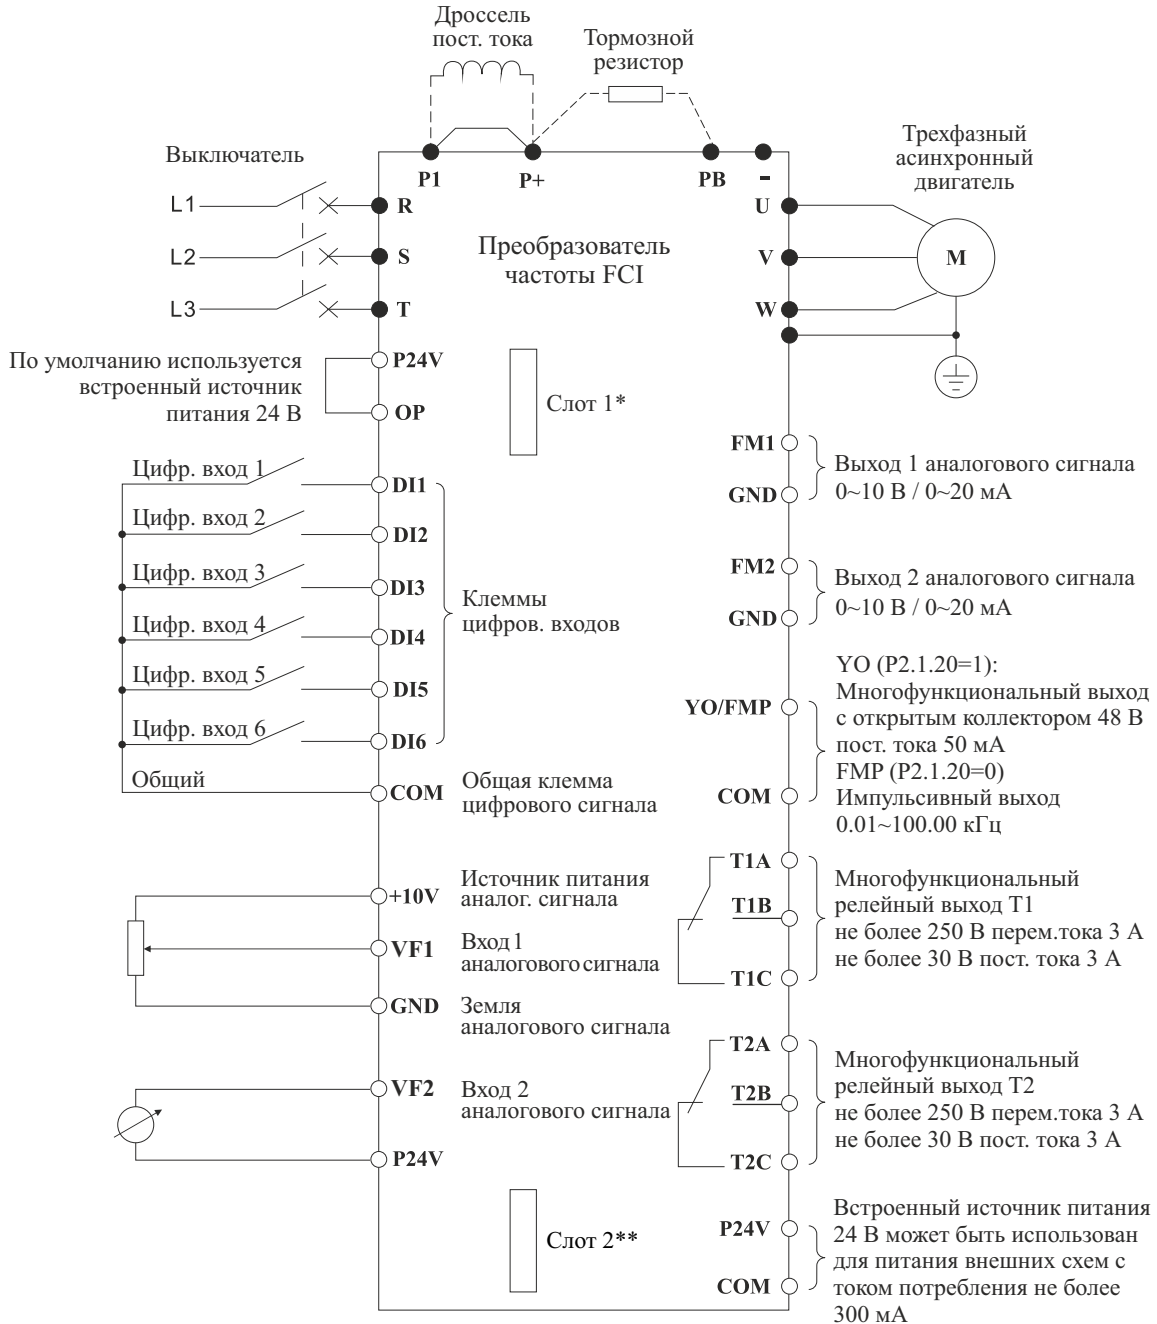 Дроссель
пост. тока
Тормозной
резистор
Выключатель
P1
P+
PB
-
Трехфазный
асинхронный
двигатель
L1
R
U
L2
S
Преобразователь
частоты FCI
V
M
L3
T
W
По умолчанию используется
встроенный источник
питания 24 В
P24V
OP
Слот 1*
FM1
GND
Выход 1 аналогового сигнала
0~10 В / 0~20 мА
Цифр. вход 1
DI1
Цифр. вход 2
DI2
Цифр. вход 3
DI3
Цифр. вход 4
DI4
Цифр. вход 5
DI5
Цифр. вход 6
DI6
Клеммы
цифров. входов
FM2
GND
Выход 2 аналогового сигнала
0~10 В / 0~20 мА
Общий
COM
Общая клемма
цифрового сигнала
YO/FMP
COM
YO (P2.1.20=1):
Многофункциональный выход
с открытым коллектором 48 В
пост. тока 50 мА
FMP (P2.1.20=0)
Импульсивный выход
0.01~100.00 кГц
+10V
Источник питания
аналог. сигнала
VF1
Вход 1
аналогового сигнала
GND
Земля
аналогового сигнала
T1A
T1B
T1C
Многофункциональный
релейный выход T1
не более 250 В перем.тока 3 А
не более 30 В пост. тока 3 А
VF2
Вход 2
аналогового сигнала
P24V
T2A
T2B
T2C
Многофункциональный
релейный выход T2
не более 250 В перем.тока 3 А
не более 30 В пост. тока 3 А
Слот 2**
P24V
COM
Встроенный источник питания
24 В может быть использован
для питания внешних схем с
током потребления не более
300 мА